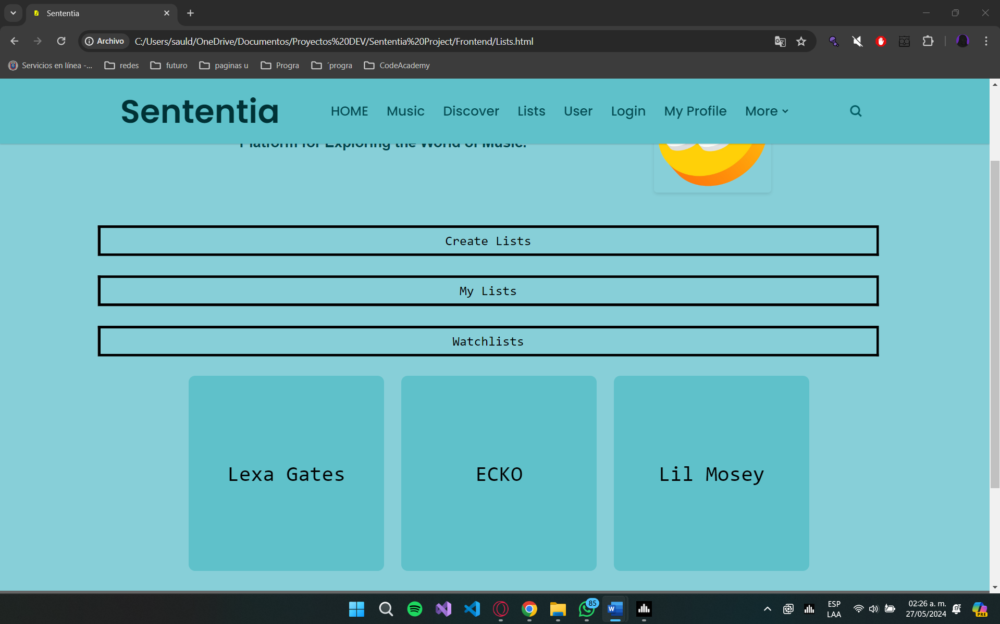 Sententia
Archivo
C:/Users/sauld/OneDrive/Documentos/Proyectos%20DEV/Sententia%20Project/Frontend/Lists.html
Servicios en línea -...
redes
futuro
paginas u
Progra
´progra
CodeAcademy
Sententia
HOME
Music
Discover
Lists
User
Login
My Profile
More
Platform for Exploring the World of Music.
Create Lists
My Lists
Watchlists
Lexa Gates
ECKO
Lil Mosey
85
ESP
LAA
02:26 a. m.
27/05/2024
PRE